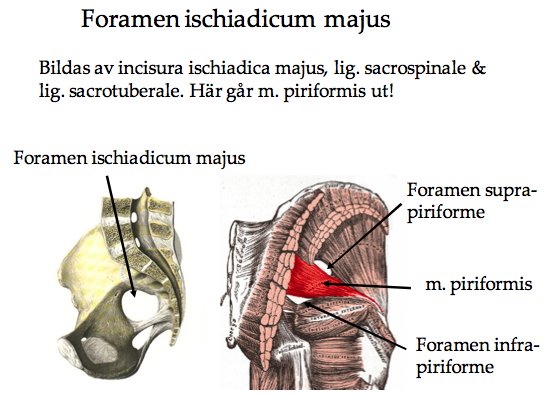 Foramen ischiadicum majus
Bildas av incisura ischiadica majus, lig. sacrospinale &
lig. sacrotuberale. Här går m. piriformis ut!
Foramen ischiadicum majus
Foramen supra-
piriforme
m. piriformis
Foramen infra-
piriforme